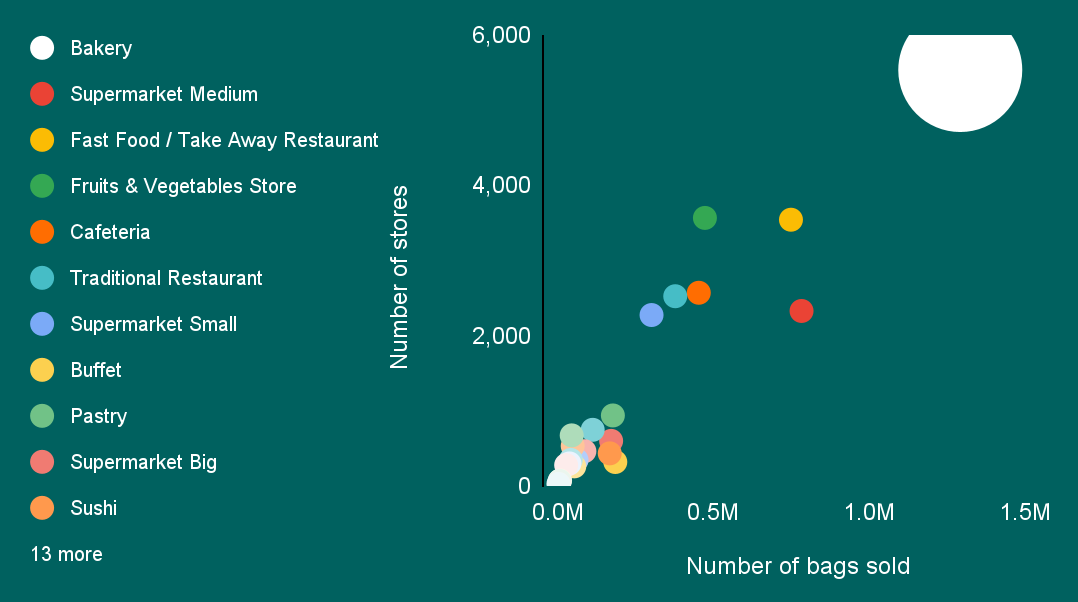 Bakery
Supermarket Medium
Fast Food / Take Away Restaurant
Fruits & Vegetables Store
Cafeteria
Traditional Restaurant
Supermarket Small
Buffet
Pastry
Supermarket Big
Sushi
13 more
Number of stores
6,000
4,000
2,000
0
0.0M 0.5M 1.0M 1.5M
Number of bags sold